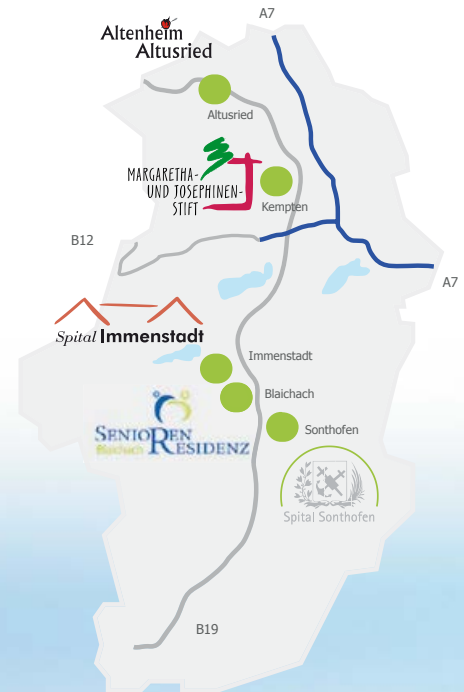 A7
Altenheim
Altusried
Altusried
MARGARETHA-
UND JOSEPHINEN-
STIFT
Kempten
B12
A7
Spital Immenstadt
Immenstadt
Blaichach
SENIOREN
Blaichach RESIDENZ
Sonthofen
Spital Sonthofen
B19